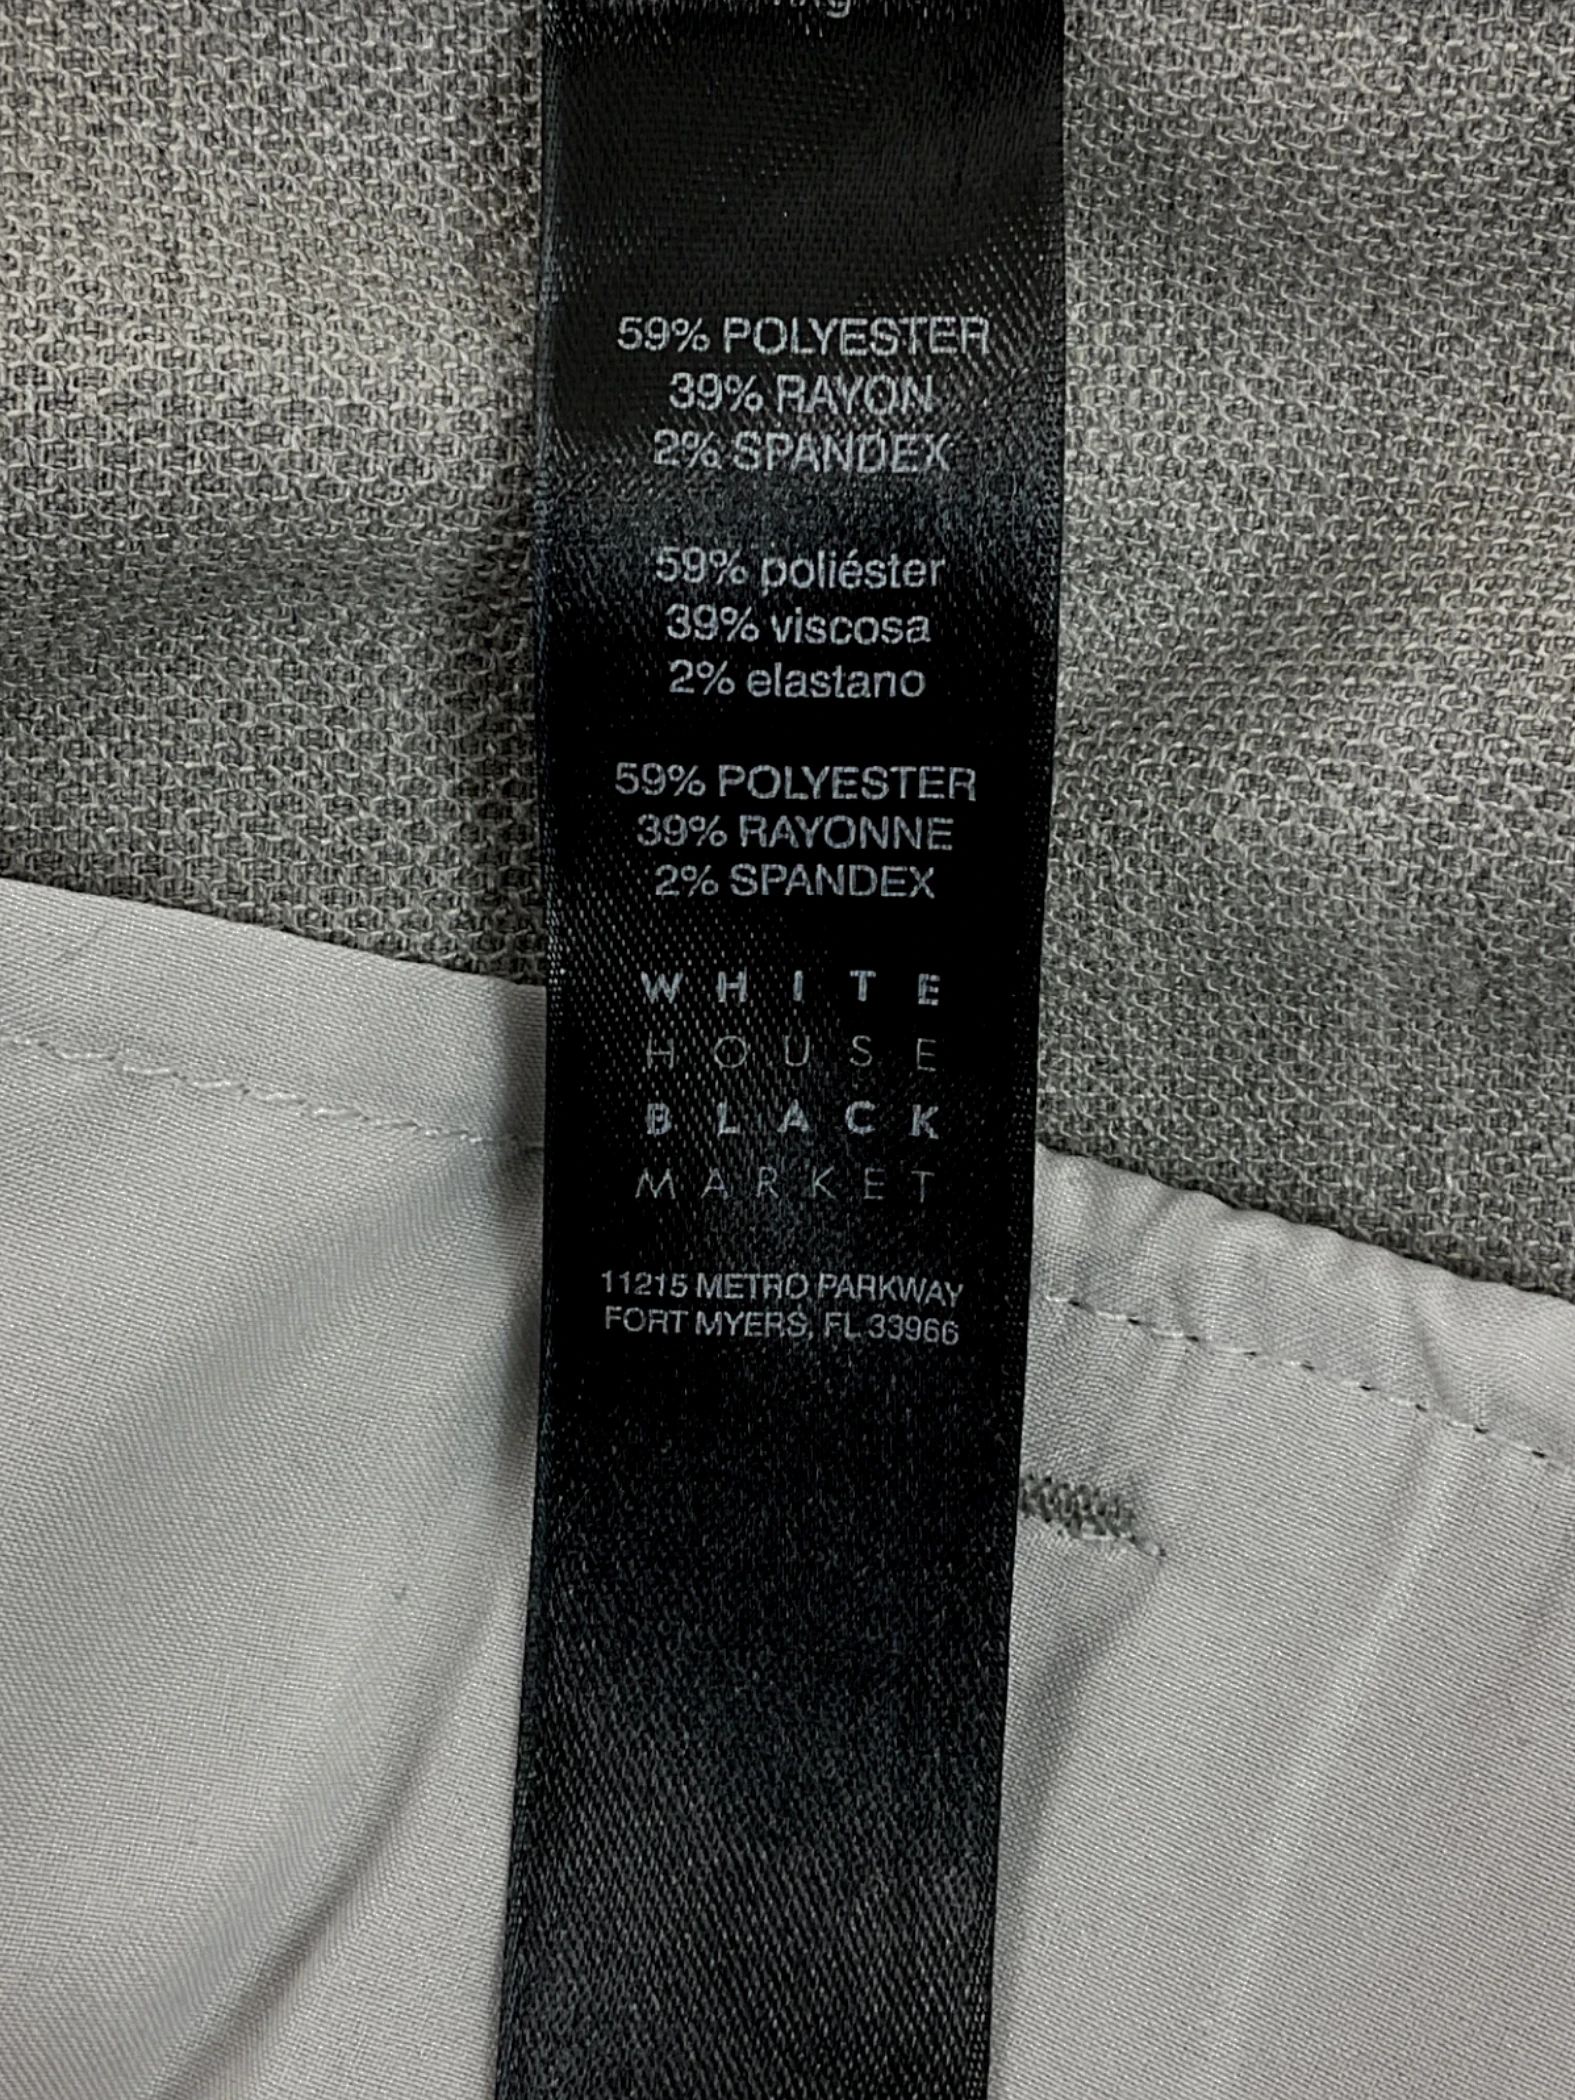 59% POLYESTER
39% RAYON
2% SPANDEX
59% poliéster
39% viscosa
2% elastano
59% POLYESTER
39% RAYONNE
2% SPANDEX
WHITE
HOUSE
BLACK
MARKET
11215 METRO PARKWAY
FORT MYERS, FL 33966